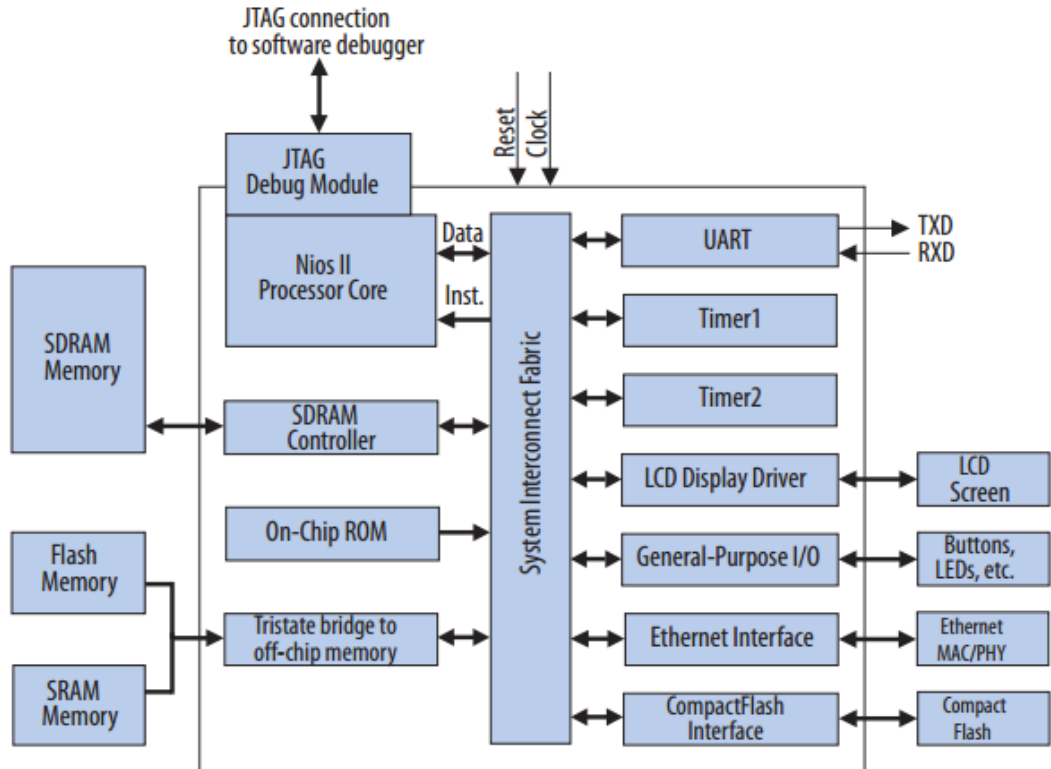 JTAG connection
to software debugger
Reset
Clock
JTAG
Debug Module
Nios II
Processor Core
Data
Inst.
System Interconnect Fabric
UART
TXD
RXD
Timer1
Timer2
SDRAM
Memory
SDRAM
Controller
LCD Display Driver
LCD
Screen
On-Chip ROM
General-Purpose I/O
Buttons,
LEDs, etc.
Flash
Memory
Tristate bridge to
off-chip memory
Ethernet Interface
Ethernet
MAC/PHY
SRAM
Memory
CompactFlash
Interface
Compact
Flash